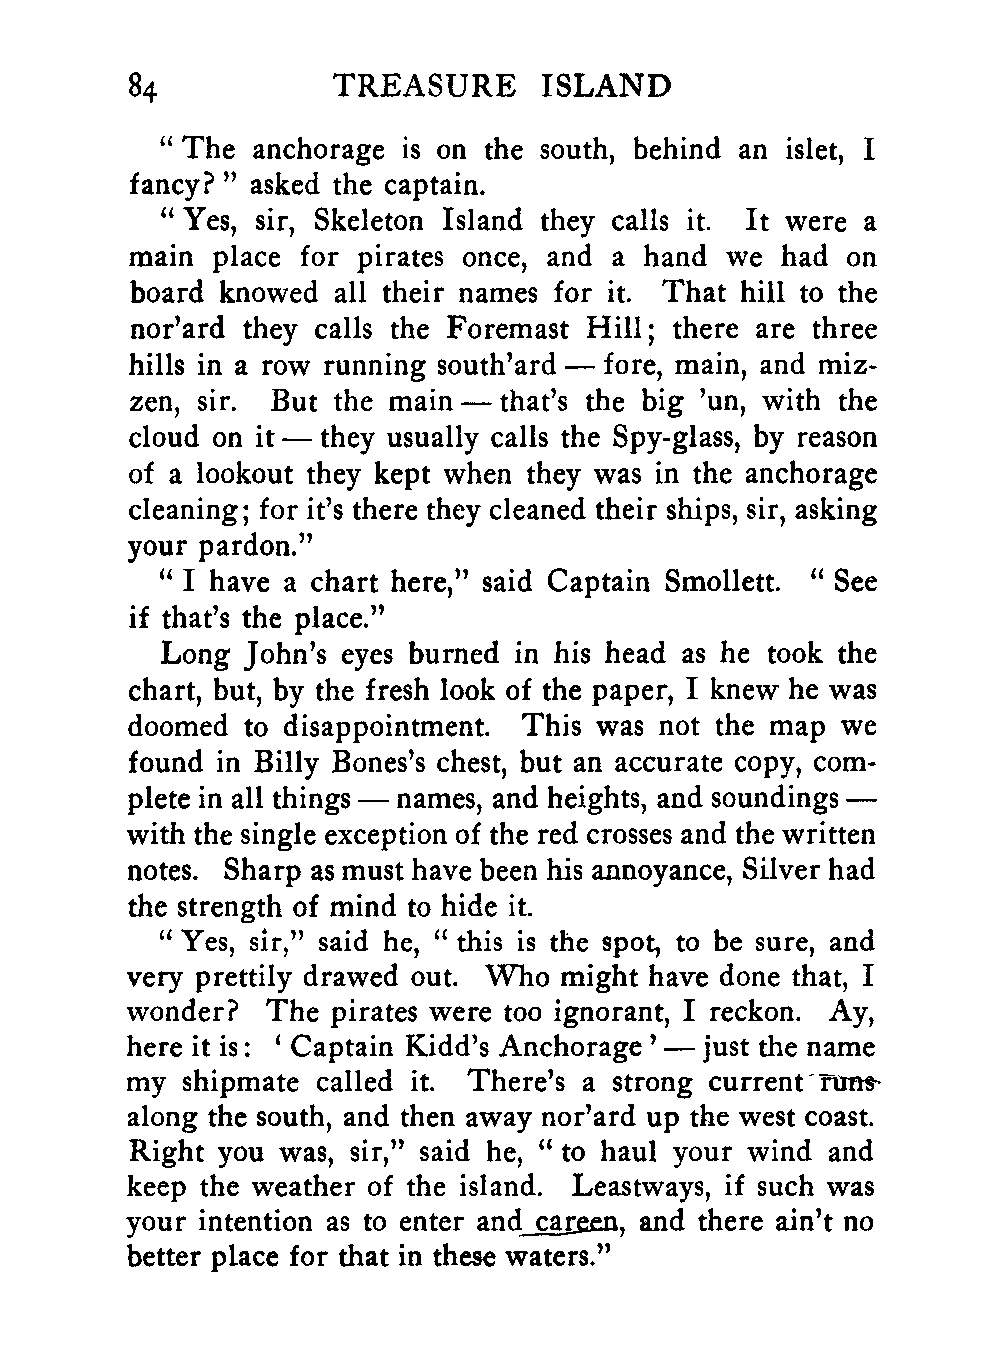 84 TREASURE ISLAND
“ The anchorage is on the south, behind an islet, I
fancy? ” asked the captain.
“ Yes, sir, Skeleton Island they calls it. It were a
main place for pirates once, and a hand we had on
board knowed all their names for it. That hill to the
nor’ard they calls the Foremast Hill; there are three
hills in a row running south’ard — fore, main, and miz-
zen, sir. But the main — that’s the big ’un, with the
cloud on it — they usually calls the Spy-glass, by reason
of a lookout they kept when they was in the anchorage
cleaning; for it’s there they cleaned their ships, sir, asking
your pardon.”
“ I have a chart here,” said Captain Smollett. “ See
if that’s the place.”
Long John’s eyes burned in his head as he took the
chart, but, by the fresh look of the paper, I knew he was
doomed to disappointment. This was not the map we
found in Billy Bones’s chest, but an accurate copy, com-
plete in all things — names, and heights, and soundings —
with the single exception of the red crosses and the written
notes. Sharp as must have been his annoyance, Silver had
the strength of mind to hide it.
“ Yes, sir,” said he, “ this is the spot, to be sure, and
very prettily drawed out. Who might have done that, I
wonder? The pirates were too ignorant, I reckon. Ay,
here it is: ‘ Captain Kidd’s Anchorage ’ — just the name
my shipmate called it. There’s a strong current runs
along the south, and then away nor’ard up the west coast.
Right you was, sir,” said he, “ to haul your wind and
keep the weather of the island. Leastways, if such was
your intention as to enter and careen, and there ain’t no
better place for that in these waters.”